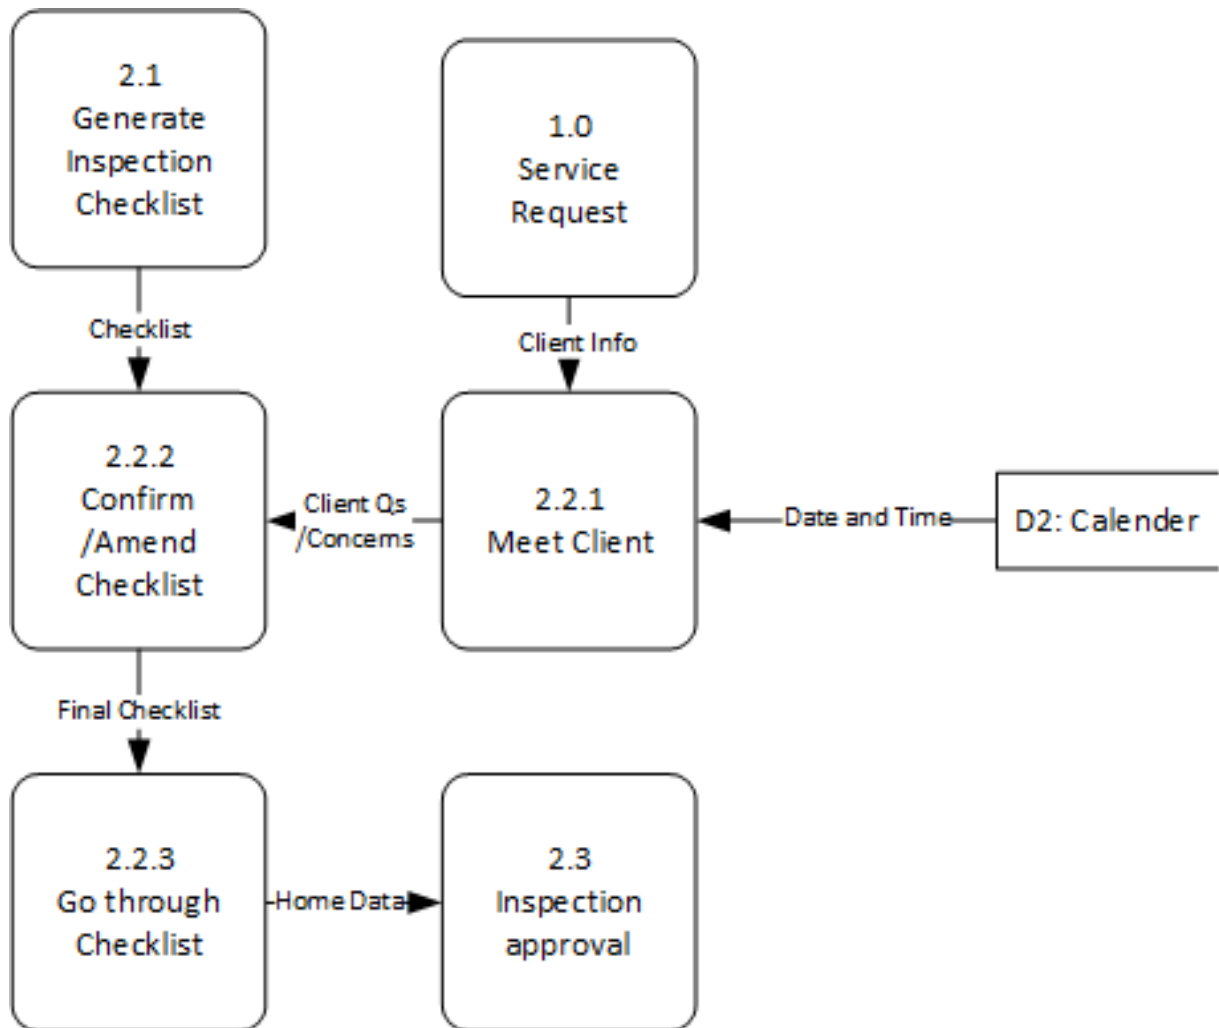 2.1
Generate
Inspection
Checklist
1.0
Service
Request
Checklist
Client Info
2.2.2
Confirm
/Amend
Checklist
Client Qs
/Concerns
2.2.1
Meet Client
Date and Time
D2: Calender
Final Checklist
2.2.3
Go through
Checklist
Home Data
2.3
Inspection
approval